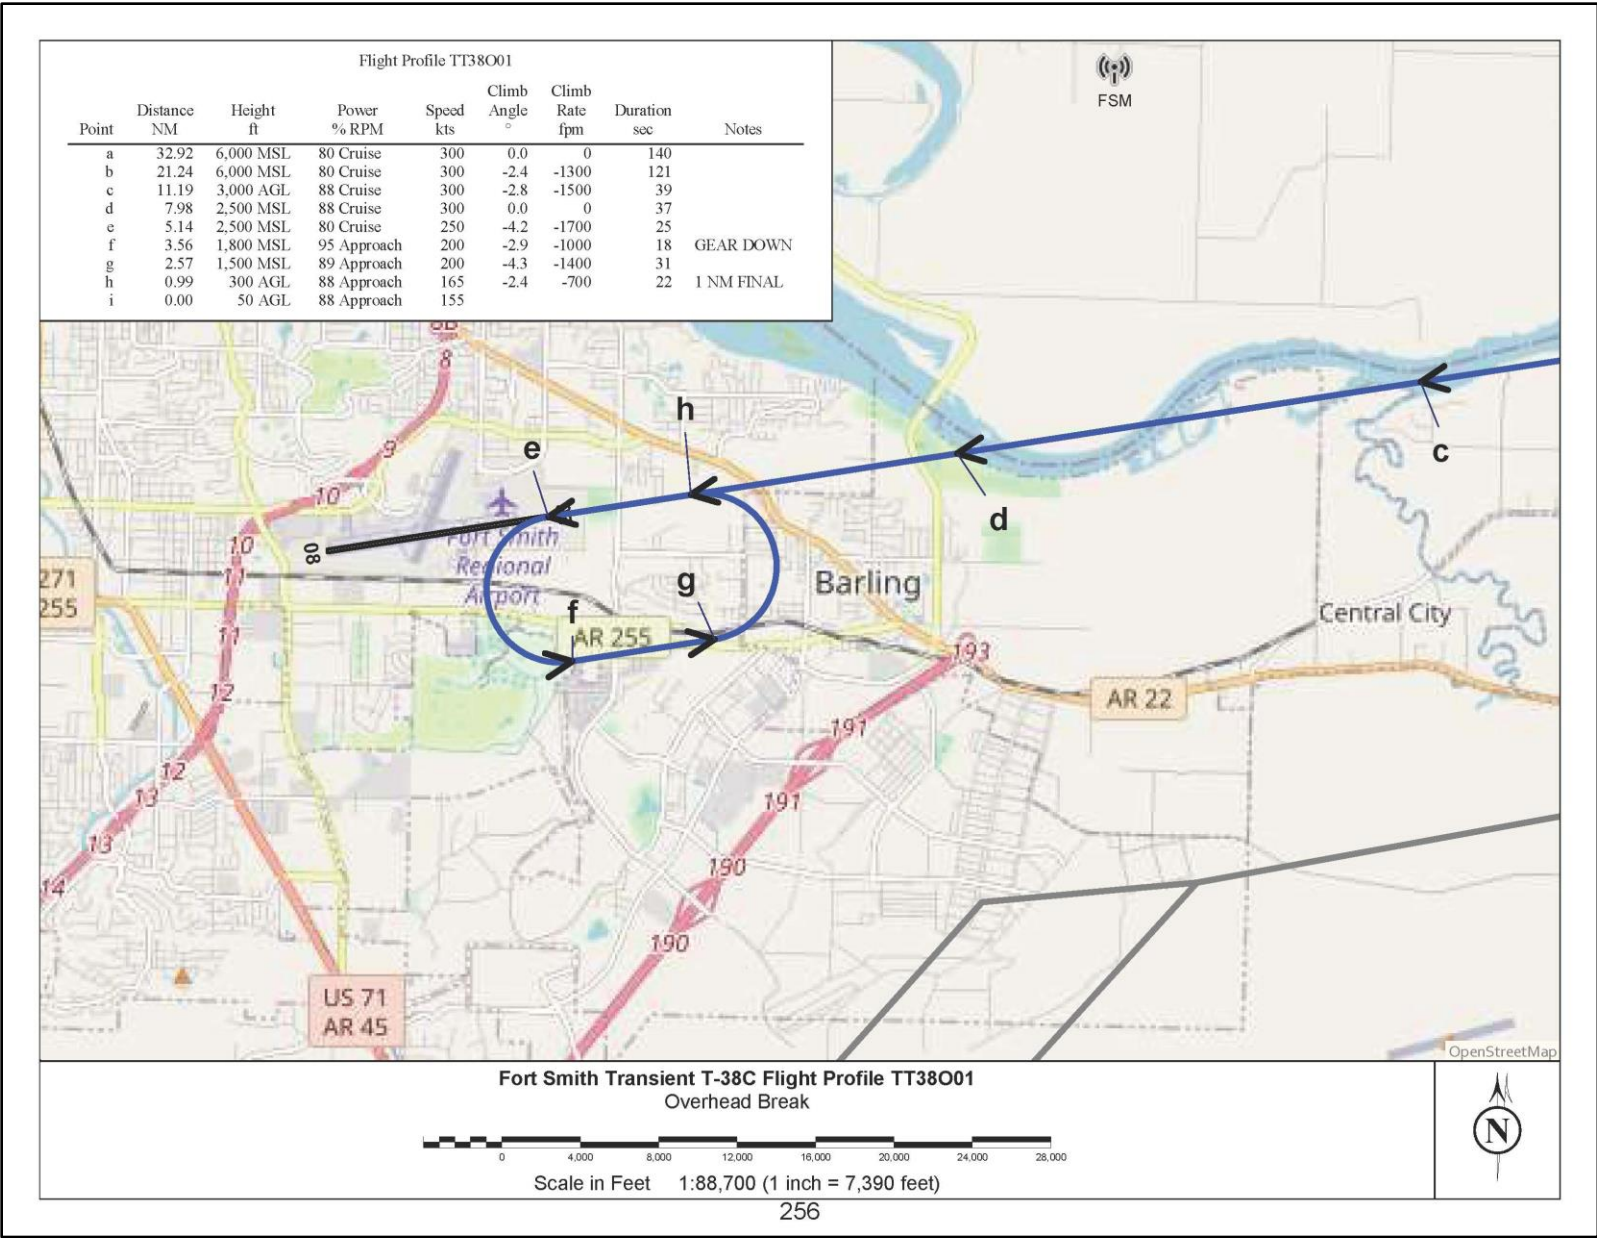 Flight Profile TT38O01
Climb Climb
Distance Height Power Speed Angle Rate Duration
Point NM ft % RPM kts ° fpm sec Notes
a 32.92 6,000 MSL 80 Cruise 300 0.0 0 140
b 21.24 6,000 MSL 80 Cruise 300 -2.4 -1300 121
c 11.19 3,000 AGL 88 Cruise 300 -2.8 -1500 39
d 7.98 2,500 MSL 88 Cruise 300 0.0 0 37
e 5.14 2,500 MSL 80 Cruise 250 -4.2 -1700 25
f 3.56 1,800 MSL 95 Approach 200 -2.9 -1000 18 GEAR DOWN
g 2.57 1,500 MSL 89 Approach 200 -4.3 -1400 31
h 0.99 300 AGL 88 Approach 165 -2.4 -700 22 1 NM FINAL
i 0.00 50 AGL 88 Approach 155
FSM
8B
8
h
9
e
c
10
d
08
10
Fort Smith
Regional
Airport
11
271
255
g
Barling
f
Central City
AR 255
11
193
12
AR 22
191
12
13
191
13
190
14
190
US 71
AR 45
OpenStreetMap
Fort Smith Transient T-38C Flight Profile TT38O01
Overhead Break
0 4,000 8,000 12,000 16,000 20,000 24,000 28,000
Scale in Feet 1:88,700 (1 inch = 7,390 feet)
N
256